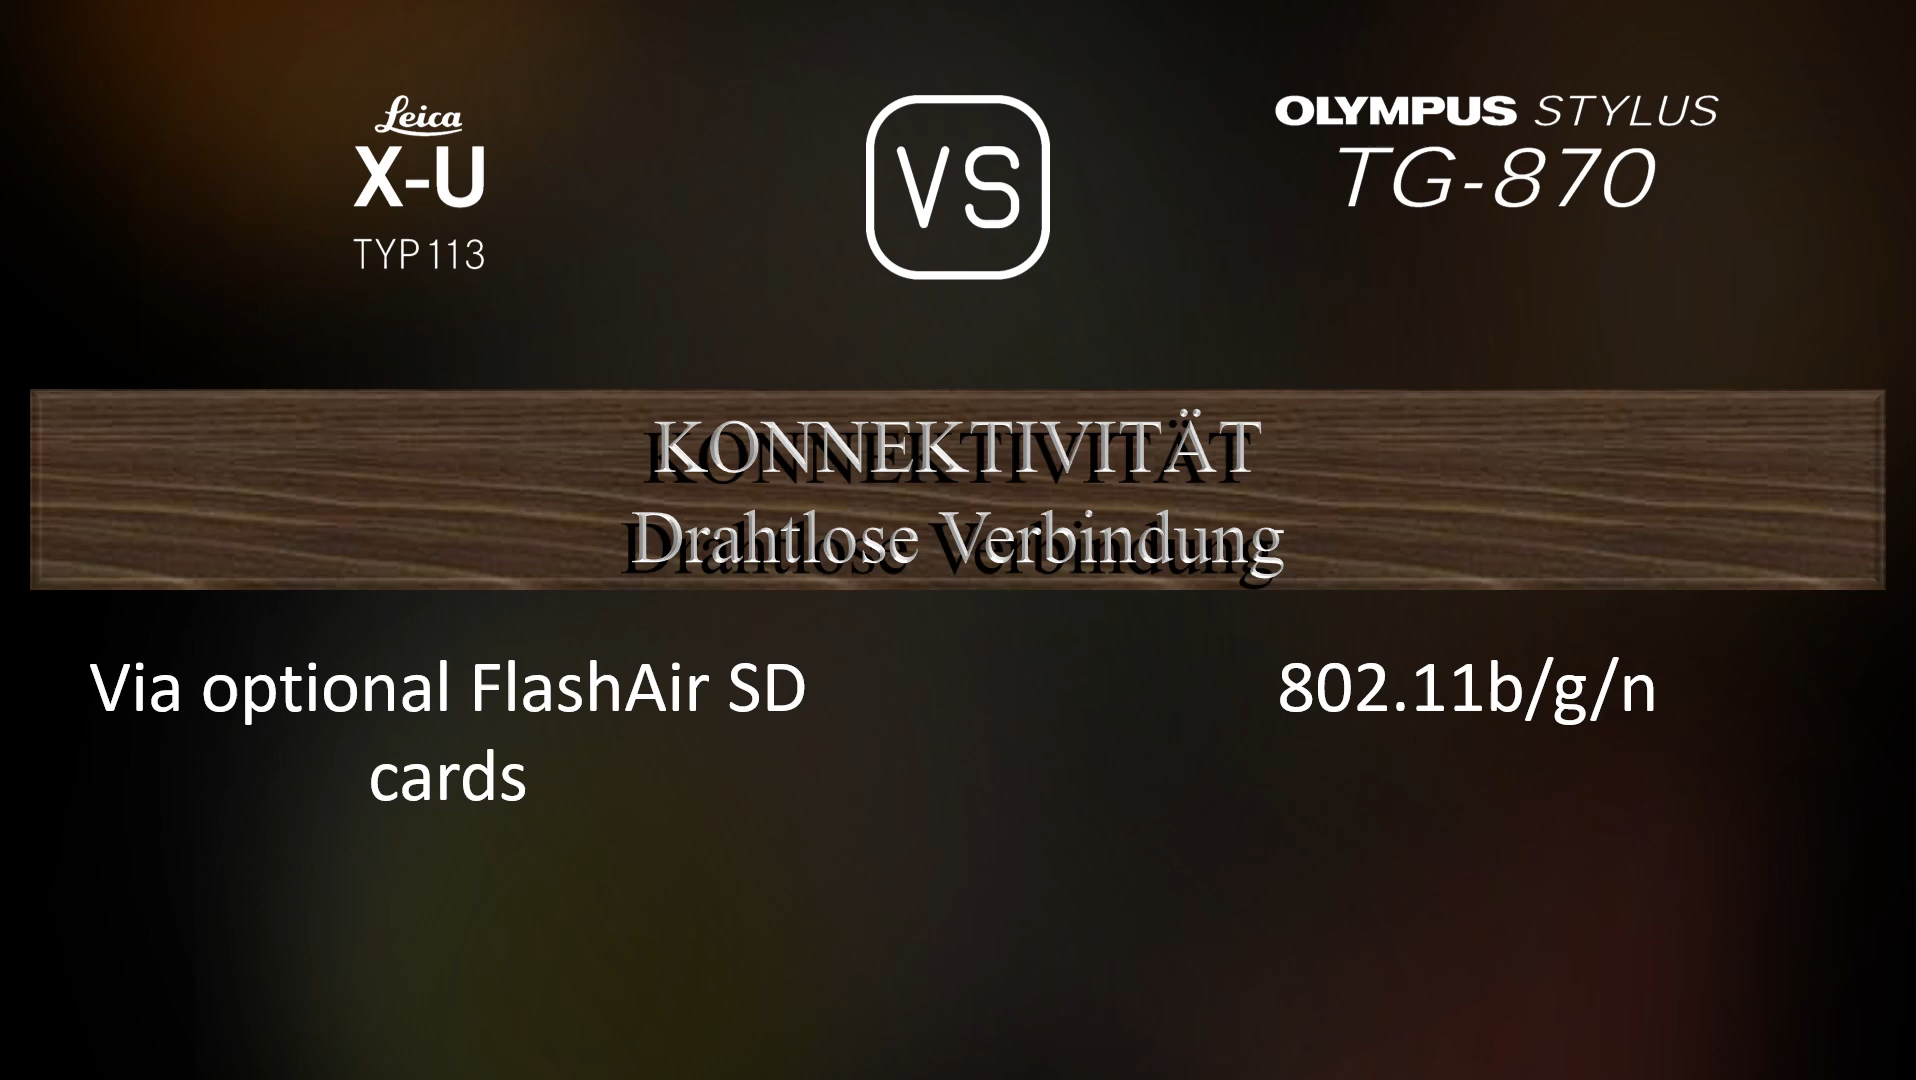 Leica
X-U
TYP 113
VS
OLYMPUS STYLUS
TG-870
KONNEKTIVITÄT
Drahtlose Verbindung
Via optional FlashAir SD
cards
802.11b/g/n